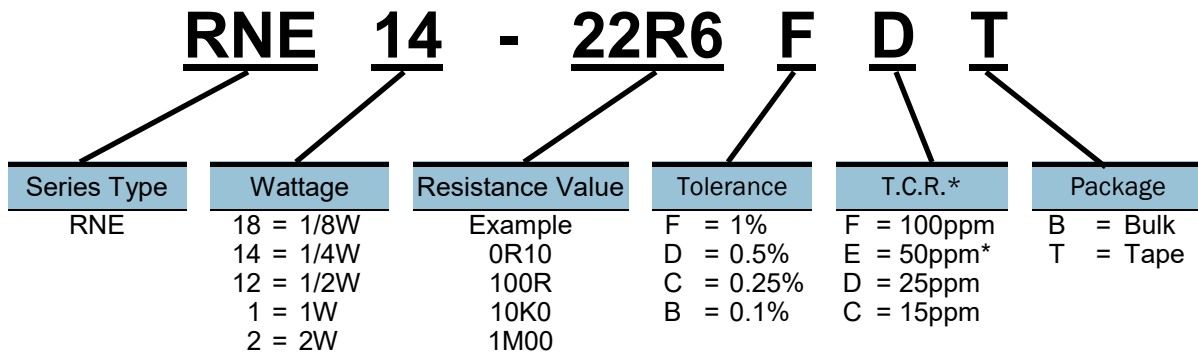 RNE 14 - 22R6 F D T
Series Type Wattage Resistance Value Tolerance T.C.R.* Package
RNE 18 = 1/8W Example F = 1% F = 100ppm B = Bulk
14 = 1/4W 0R10 D = 0.5% E = 50ppm* T = Tape
12 = 1/2W 100R C = 0.25% D = 25ppm
1 = 1W 10K0 B = 0.1% C = 15ppm
2 = 2W 1M00